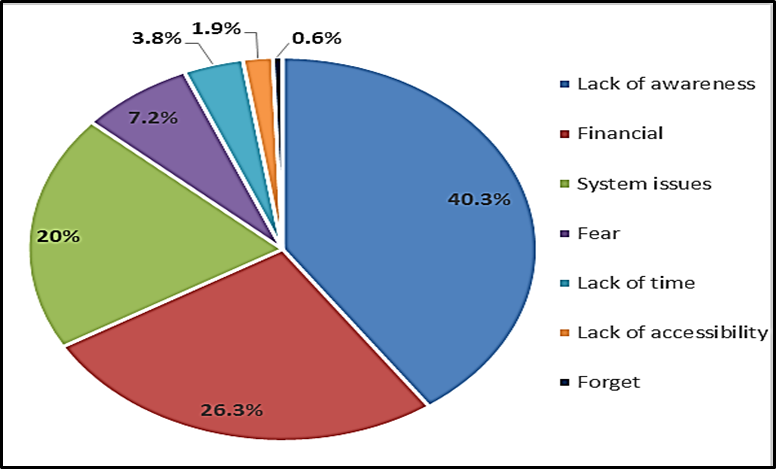 1.9%
3.8%
0.6%
7.2%
40.3%
20%
26.3%
Lack of awareness
Financial
System issues
Fear
Lack of time
Lack of accessibility
Forget